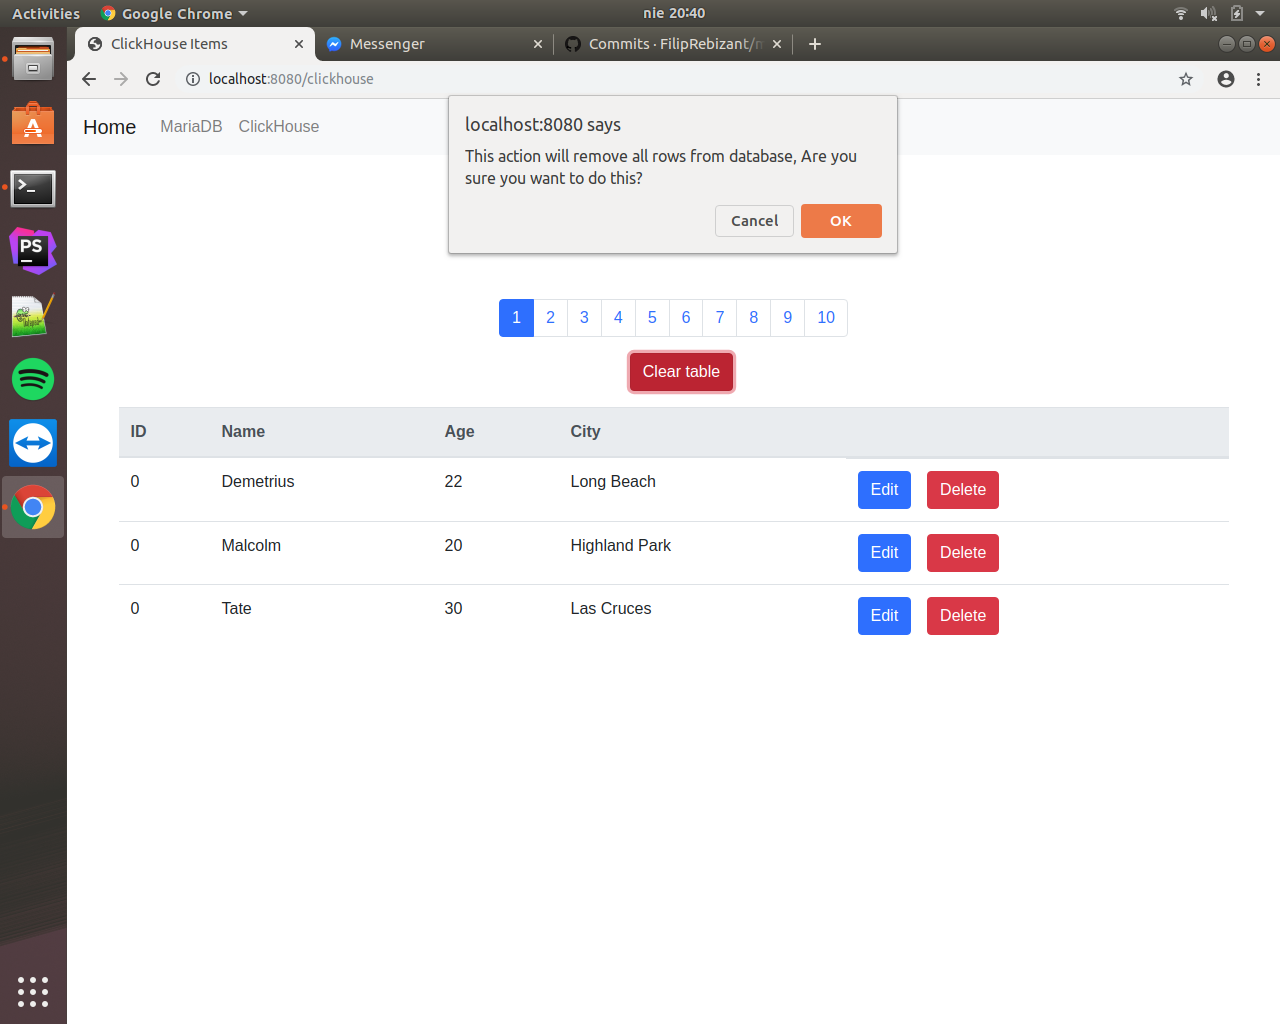 Activities Google Chrome nie 20:40
ClickHouse Items Messenger Commits · FilipRebizant/
localhost:8080/clickhouse
Home MariaDB ClickHouse
localhost:8080 says
This action will remove all rows from database, Are you
sure you want to do this?
Cancel OK
1 2 3 4 5 6 7 8 9 10
Clear table
ID Name Age City
0 Demetrius 22 Long Beach Edit Delete
0 Malcolm 20 Highland Park Edit Delete
0 Tate 30 Las Cruces Edit Delete
PS